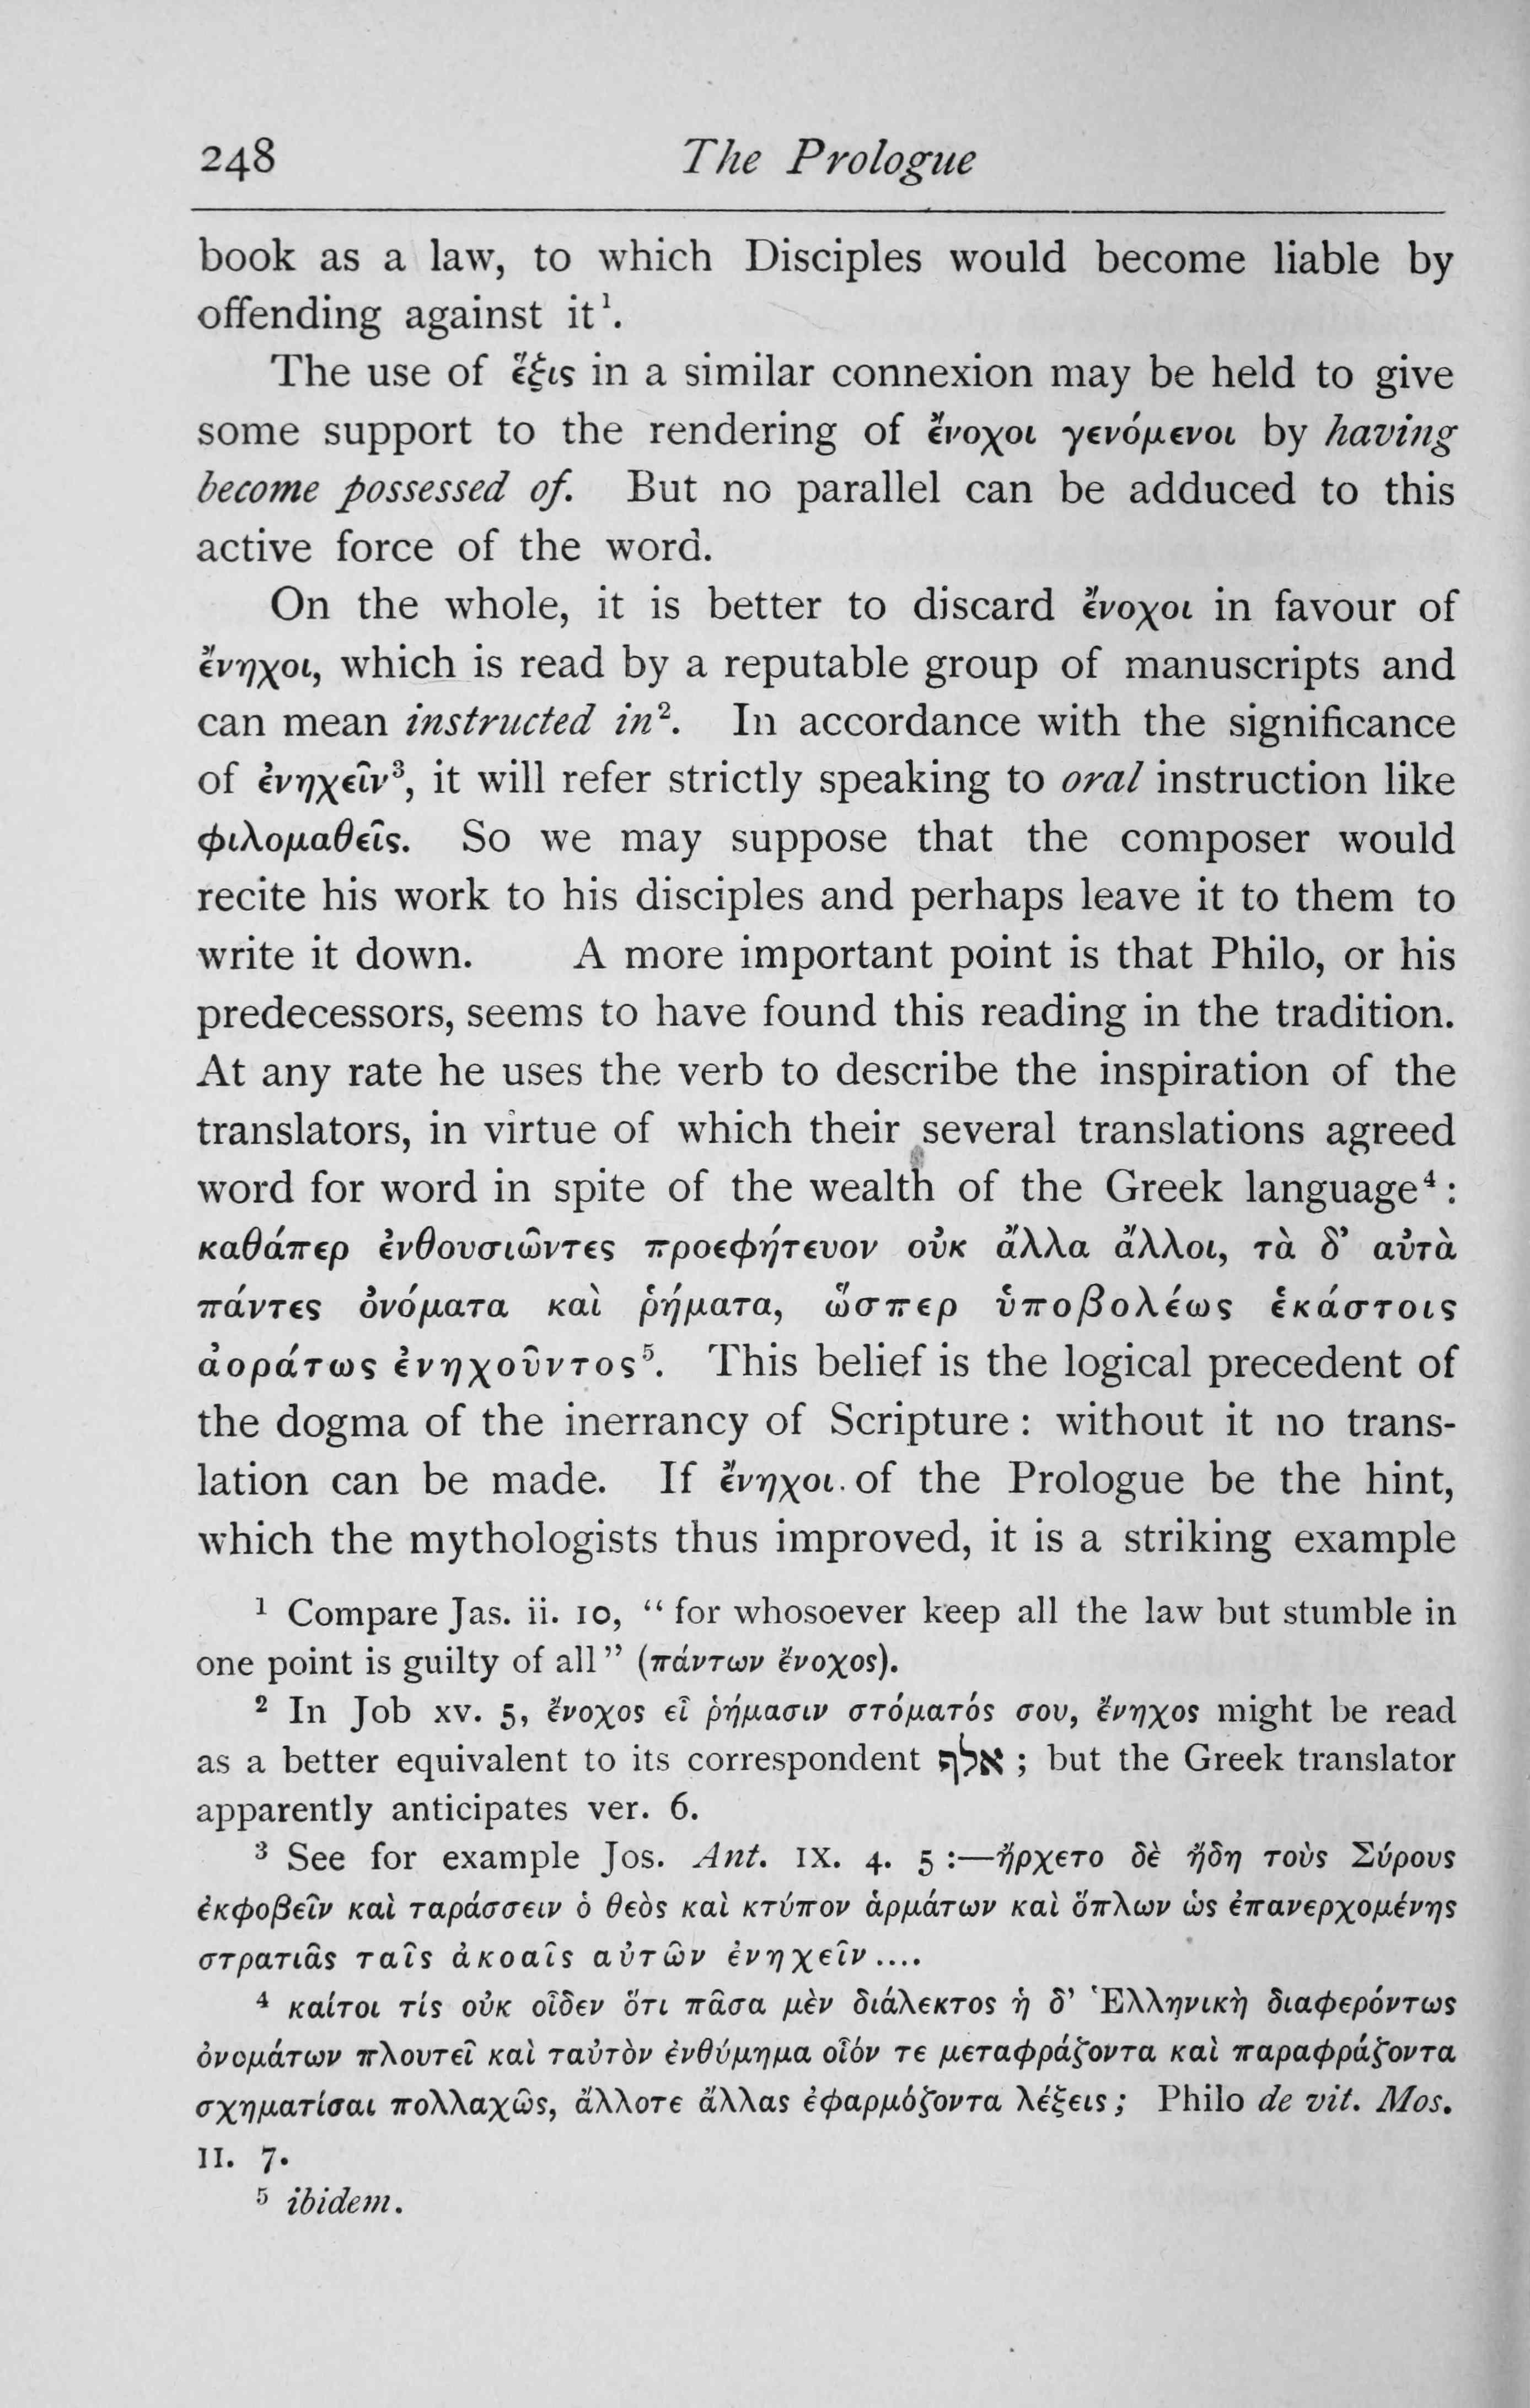 248 The Prologue
book as a law, to which Disciples would become liable by
offending against it¹.
The use of ἕξις in a similar connexion may be held to give
some support to the rendering of ἔνοχοι γενόμενοι by having
become possessed of. But no parallel can be adduced to this
active force of the word.
On the whole, it is better to discard ἔνοχοι in favour of
ἔνηχοι, which is read by a reputable group of manuscripts and
can mean instructed in². In accordance with the significance
of ἐνηχεῖν³, it will refer strictly speaking to oral instruction like
φιλομαθεῖς. So we may suppose that the composer would
recite his work to his disciples and perhaps leave it to them to
write it down. A more important point is that Philo, or his
predecessors, seems to have found this reading in the tradition.
At any rate he uses the verb to describe the inspiration of the
translators, in virtue of which their several translations agreed
word for word in spite of the wealth of the Greek language⁴:
καθάπερ ἐνθουσιῶντες προεφήτευον οὐκ ἄλλα ἄλλοι, τὰ δ’ αὐτὰ
πάντες ὀνόματα καὶ ῥήματα, ὥσπερ ὑποβολέως ἑκάστοις
ἀοράτως ἐνηχοῦντος⁵. This belief is the logical precedent of
the dogma of the inerrancy of Scripture: without it no trans-
lation can be made. If ἔνηχοι. of the Prologue be the hint,
which the mythologists thus improved, it is a striking example
¹ Compare Jas. ii. 10, “for whosoever keep all the law but stumble in
one point is guilty of all” (πάντων ἔνοχος).
² In Job xv. 5, ἔνοχος εἶ ῥήμασιν στόματός σου, ἔνηχος might be read
as a better equivalent to its correspondent אלף; but the Greek translator
apparently anticipates ver. 6.
³ See for example Jos. Ant. IX. 4. 5:—ἤρχετο δὲ ἤδη τοὺς Σύρους
ἐκφοβεῖν καὶ ταράσσειν ὁ θεὸς καὶ κτύπον ἁρμάτων καὶ ὅπλων ὡς ἐπανερχομένης
στρατιᾶς ταῖς ἀκοαῖς αὐτῶν ἐνηχεῖν....
⁴ καίτοι τίς οὐκ οἶδεν ὅτι πᾶσα μὲν διάλεκτος ἡ δ’ Ἑλληνικὴ διαφερόντως
ὀνομάτων πλουτεῖ καὶ ταὐτὸν ἐνθύμημα οἷόν τε μεταφράζοντα καὶ παραφράζοντα
σχηματίσαι πολλαχῶς, ἄλλοτε ἄλλας ἐφαρμόζοντα λέξεις; Philo de vit. Mos.
II. 7.
⁵ ibidem.